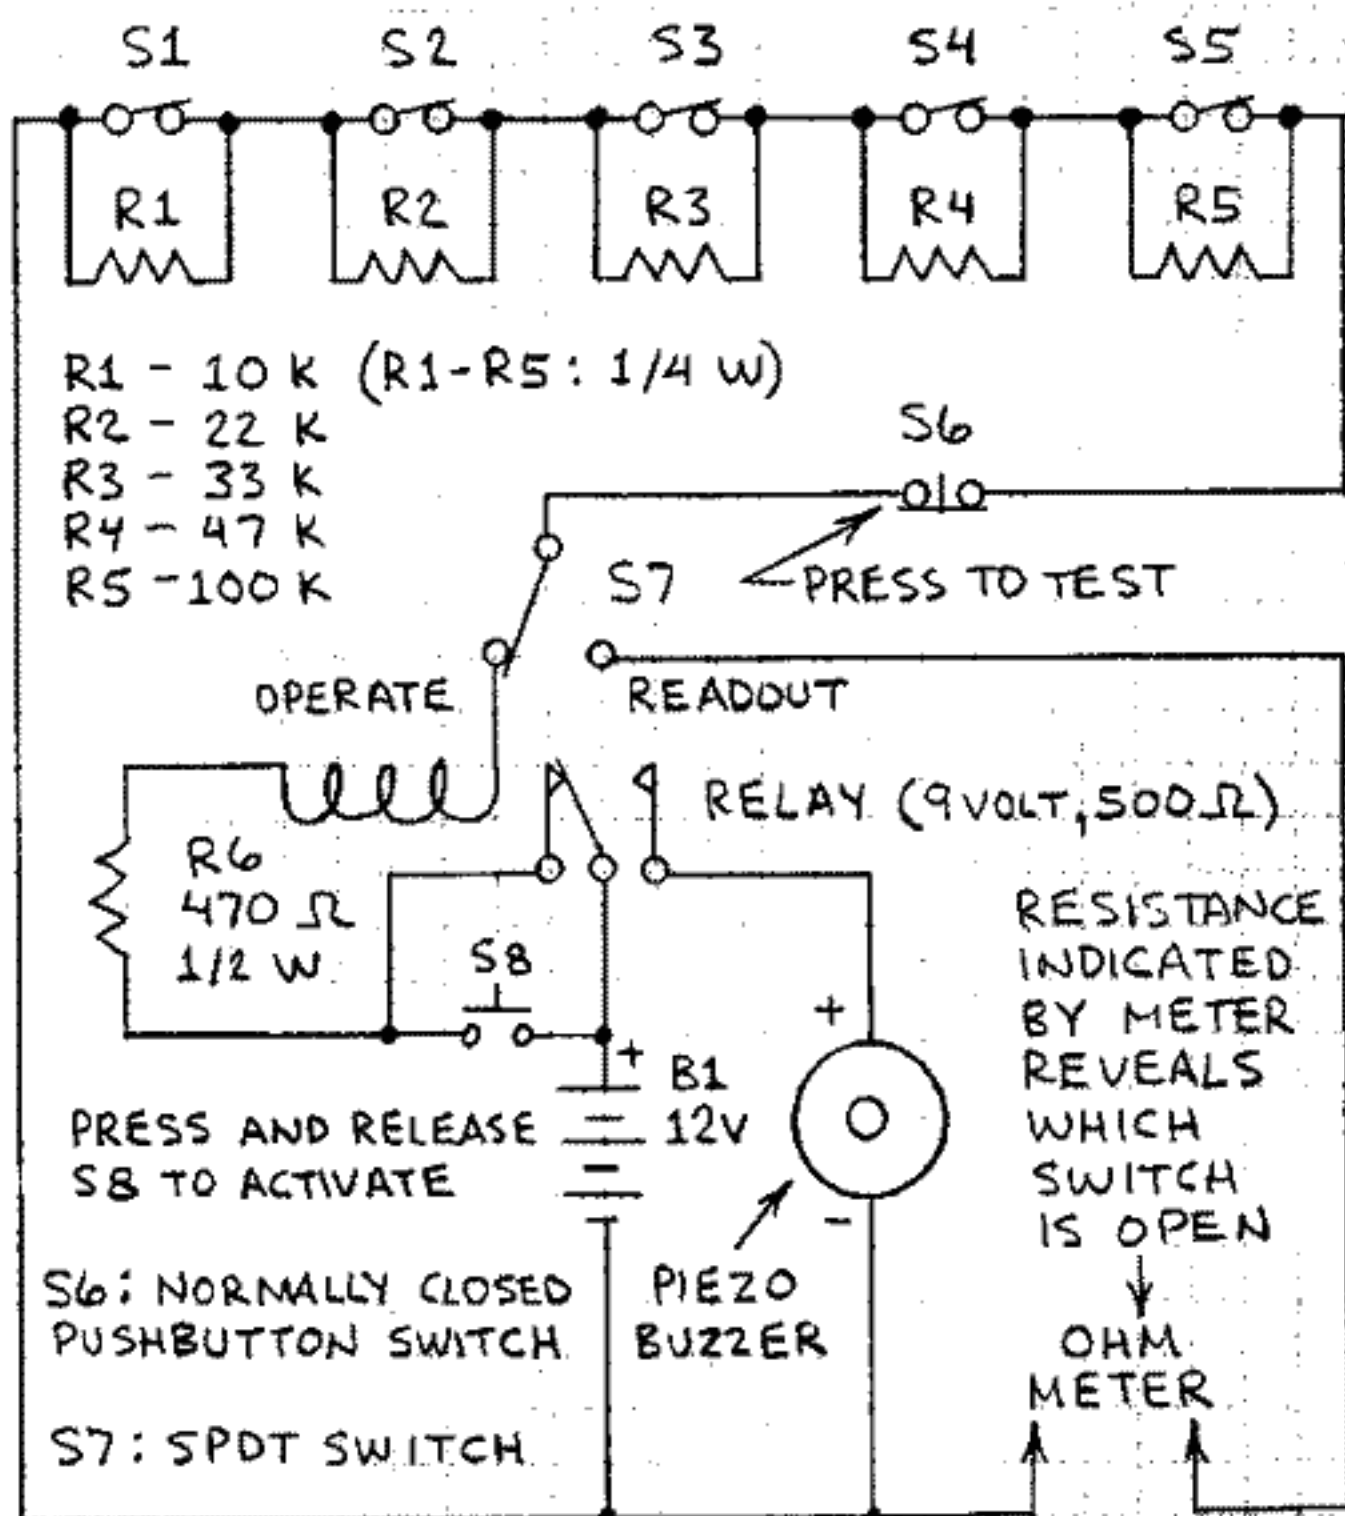 S1 S2 S3 S4 S5
R1 R2 R3 R4 R5
R1 - 10 K (R1-R5: 1/4 W)
R2 - 22 K
R3 - 33 K
R4 - 47 K
R5 - 100 K
S6
S7
PRESS TO TEST
OPERATE
READOUT
RELAY (9 VOLT, 500 Ω)
R6
470 Ω
1/2 W
S8
+
B1
12V
PRESS AND RELEASE
S8 TO ACTIVATE
+
-
PIEZO
BUZZER
RESISTANCE
INDICATED
BY METER
REVEALS
WHICH
SWITCH
IS OPEN
OHM
METER
S6: NORMALLY CLOSED
PUSHBUTTON SWITCH
S7: SPDT SWITCH